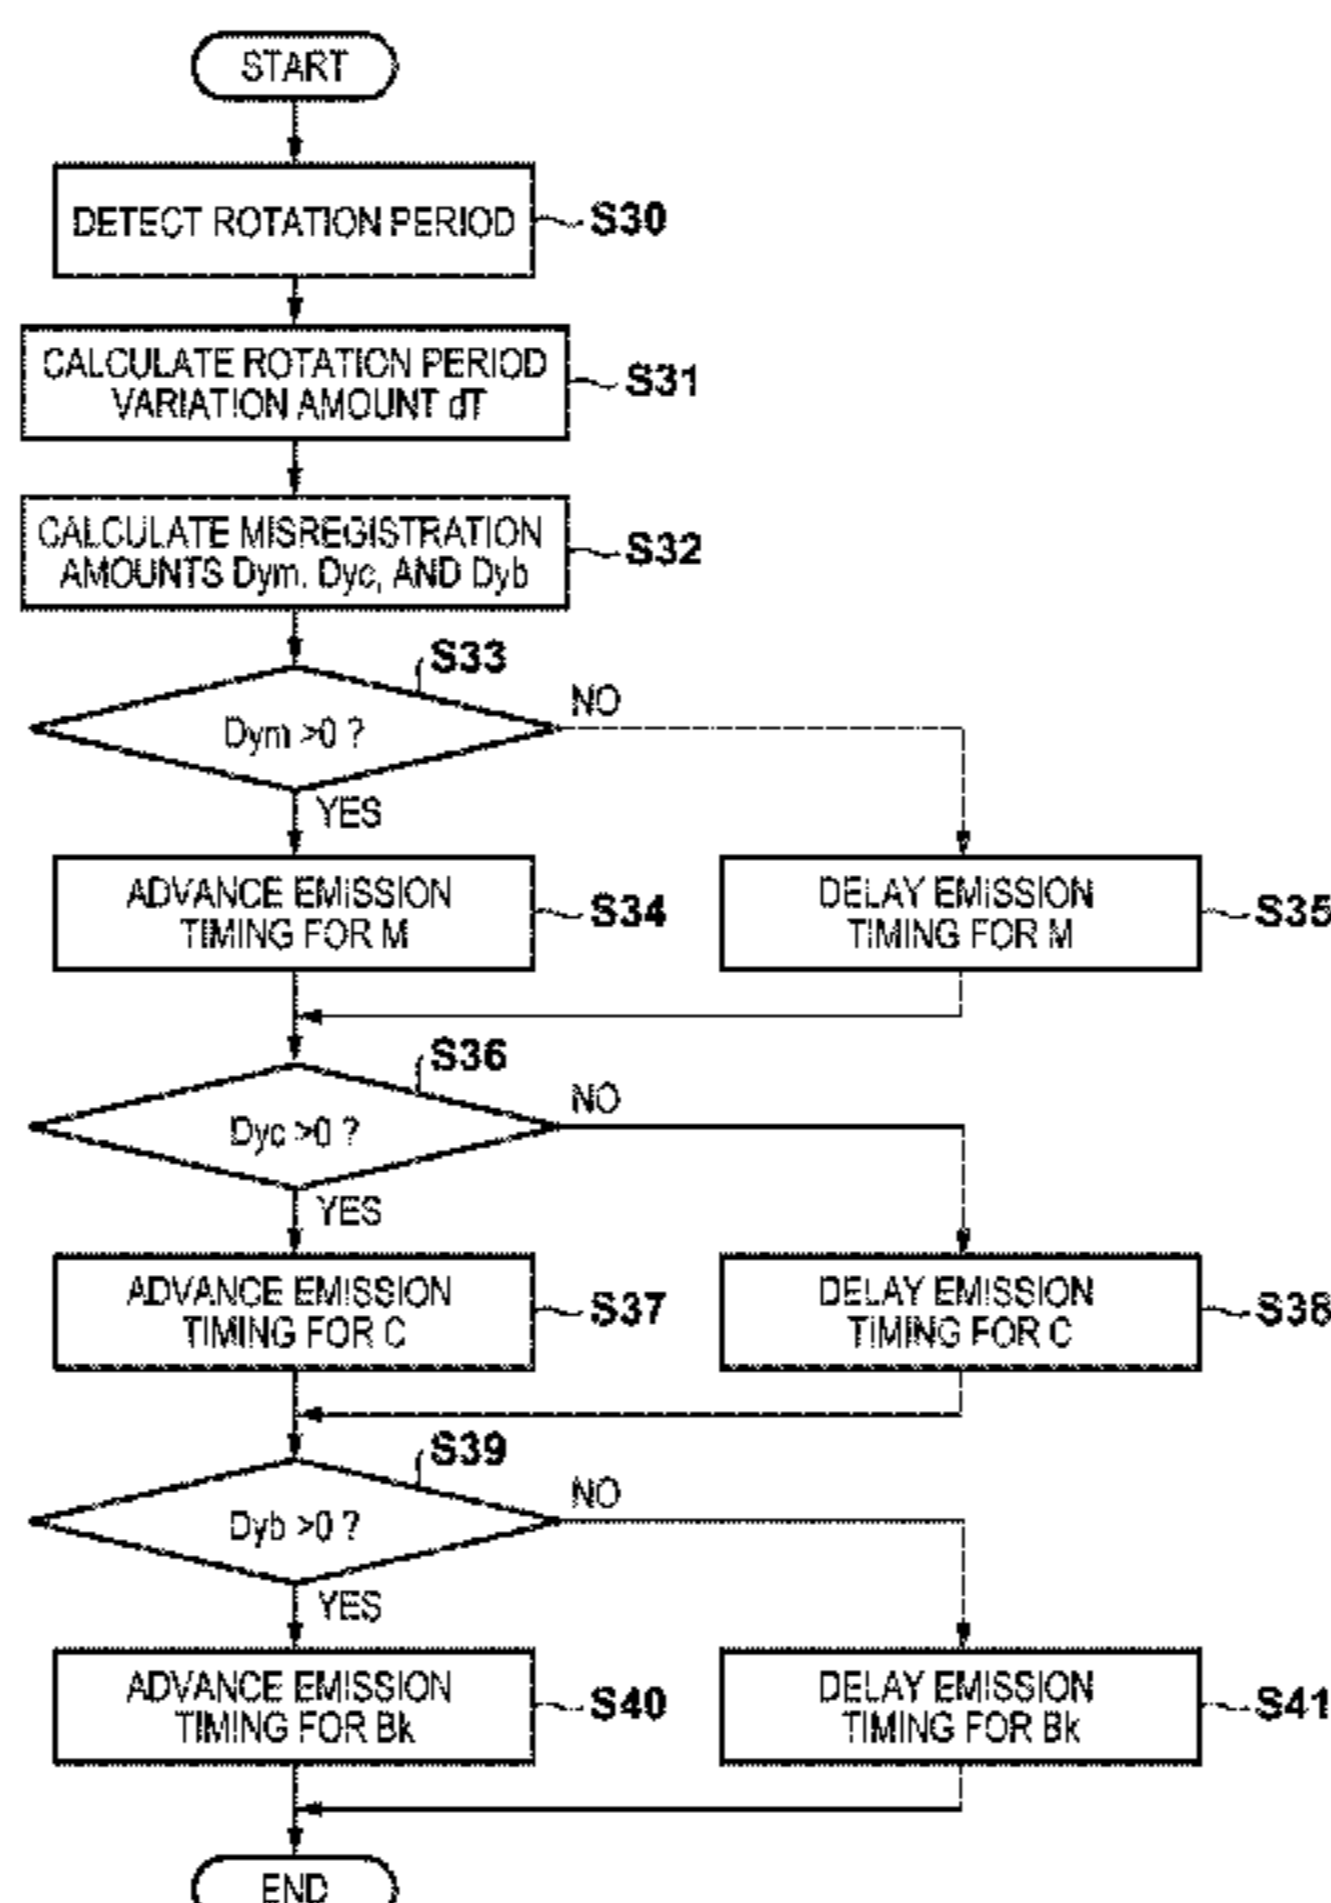 START
DETECT ROTATION PERIOD
S30
CALCULATE ROTATION PERIOD
VARIATION AMOUNT dT
S31
CALCULATE MISREGISTRATION
AMOUNTS Dym. Dyc, AND Dyb
S32
S33
Dym >0 ?
NO
YES
ADVANCE EMISSION
TIMING FOR M
S34
DELAY EMISSION
TIMING FOR M
S35
S36
Dyc >0 ?
NO
YES
ADVANCE EMISSION
TIMING FOR C
S37
DELAY EMISSION
TIMING FOR C
S38
S39
Dyb >0 ?
NO
YES
ADVANCE EMISSION
TIMING FOR Bk
S40
DELAY EMISSION
TIMING FOR Bk
S41
END